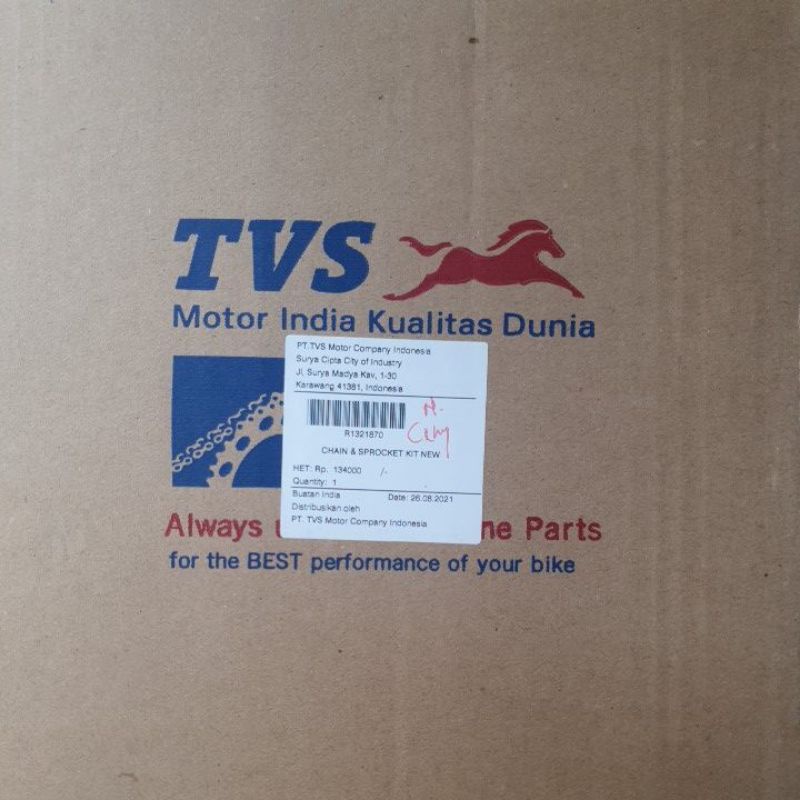 TVS
Motor India Kualitas Dunia
PT.TVS Motor Company Indonesia
Surya Cipta City of Industry
Jl, Surya Madya Kav, 1-30
Karawang 41381, Indonesia
R1321870
CHAIN & SPROCKET KIT NEW
HET: Rp. 134000 /-
Quantity: 1
Buatan India Date: 26.08.2021
Distribusikan oleh
PT. TVS Motor Company Indonesia
Always ne Parts
for the BEST performance of your bike